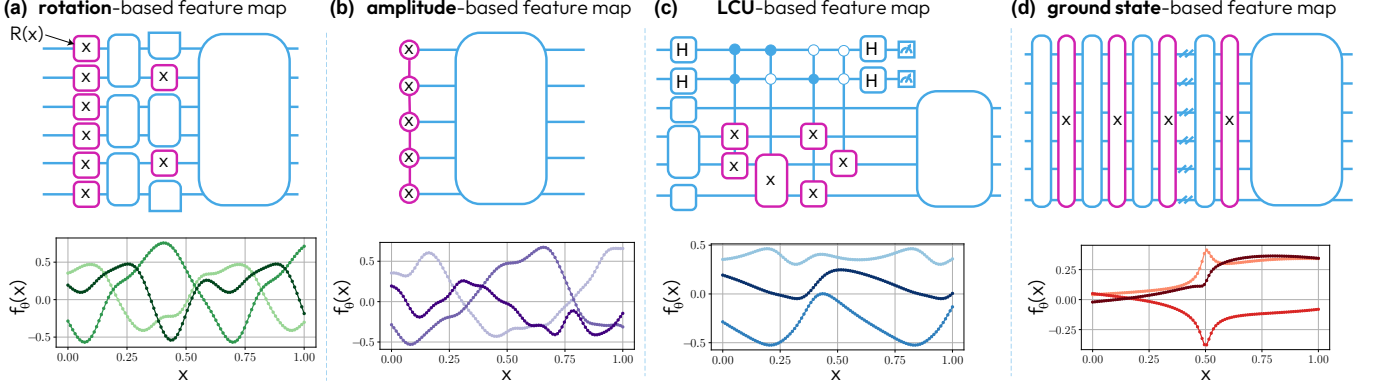 (a) rotation-based feature map
R(x)
x
x
x
x
x
x
x
x
fθ(x)
0.5
0.0
−0.5
0.00 0.25 0.50 0.75 1.00
x
(b) amplitude-based feature map
x
x
x
x
x
fθ(x)
0.5
0.0
−0.5
0.00 0.25 0.50 0.75 1.00
x
(c) LCU-based feature map
H H
H H
x x
x x
x
x
fθ(x)
0.5
0.0
−0.5
0.00 0.25 0.50 0.75 1.00
x
(d) ground state-based feature map
x x x x
fθ(x)
0.25
0.00
−0.25
0.00 0.25 0.50 0.75 1.00
x